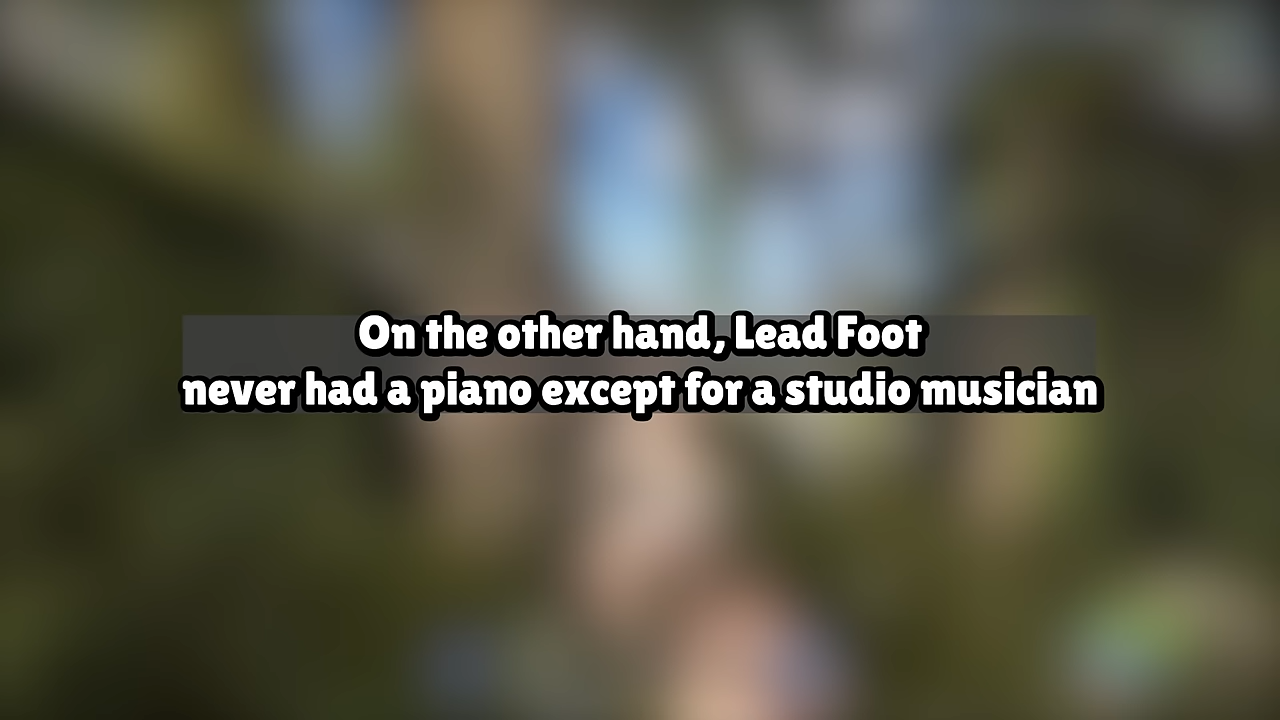 On the other hand, Lead Foot
never had a piano except for a studio musician